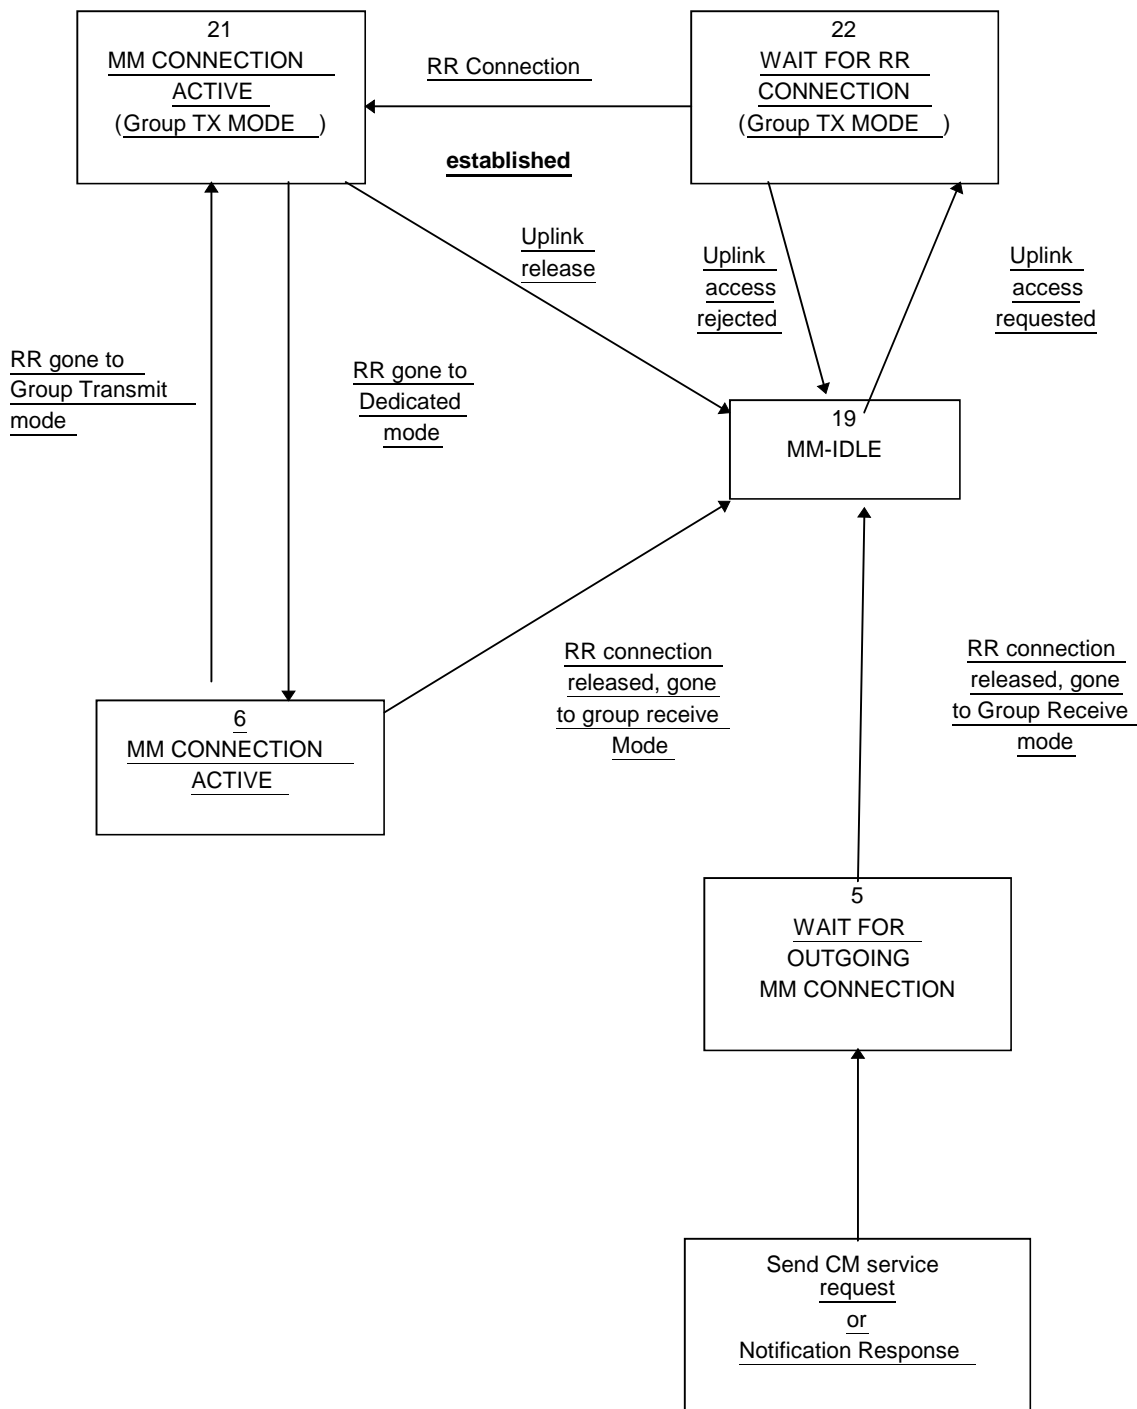 21
MM CONNECTION
ACTIVE
(Group TX MODE )
RR Connection
established
22
WAIT FOR RR
CONNECTION
(Group TX MODE )
Uplink
release
Uplink
access
rejected
Uplink
access
requested
RR gone to
Group Transmit
mode
RR gone to
Dedicated
mode
19
MM-IDLE
RR connection
released, gone
to group receive
Mode
RR connection
released, gone
to Group Receive
mode
6
MM CONNECTION
ACTIVE
5
WAIT FOR
OUTGOING
MM CONNECTION
Send CM service
request
or
Notification Response